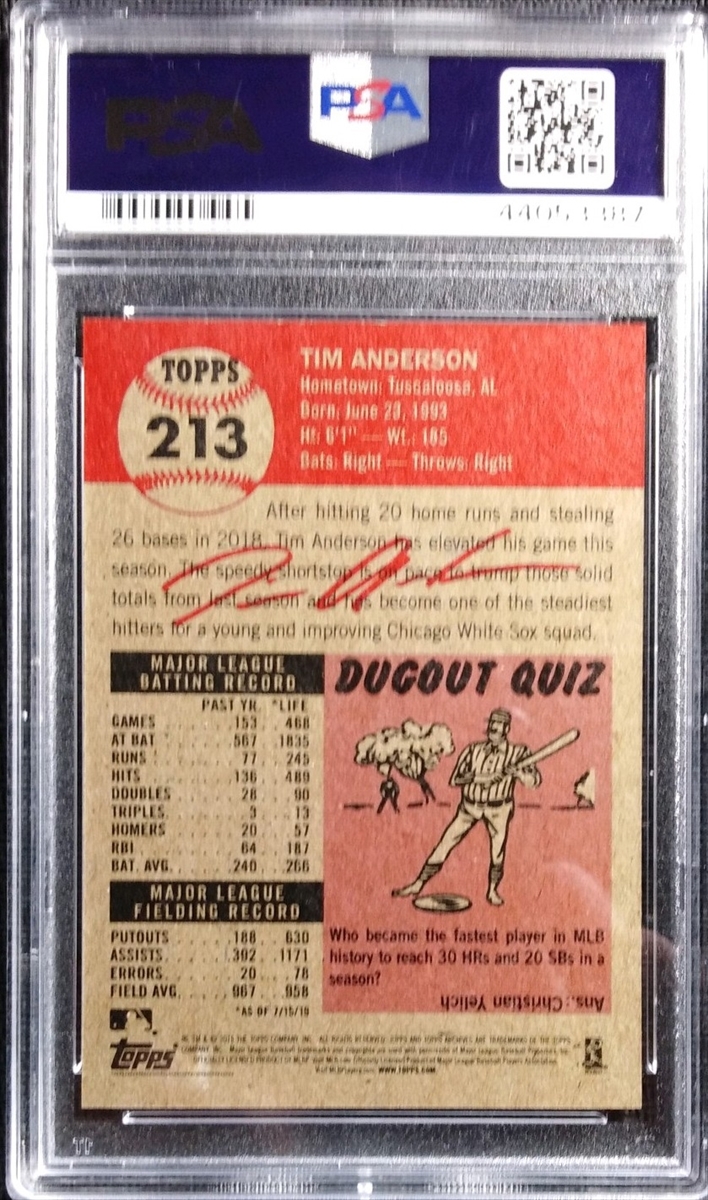 PSA
PSA
44053387
TOPPS
213
TIM ANDERSON
Hometown: Tuscaloosa, AL
Born: June 23, 1993
Ht: 6'1" — Wt.: 185
Bats: Right — Throws: Right
After hitting 20 home runs and stealing
26 bases in 2018, Tim Anderson has elevated his game this
season. The speedy shortstop is on pace to trump those solid
totals from last season and has become one of the steadiest
hitters for a young and improving Chicago White Sox squad.
MAJOR LEAGUE
BATTING RECORD
PAST YR. *LIFE
GAMES 153 468
AT BAT 567 1835
RUNS 77 245
HITS 136 489
DOUBLES 28 90
TRIPLES 3 13
HOMERS 20 57
RBI 64 187
BAT. AVG. .240 .266
MAJOR LEAGUE
FIELDING RECORD
PUTOUTS 188 630
ASSISTS 392 1171
ERRORS 20 78
FIELD AVG. .967 .958
*AS OF 7/15/19
DUGOUT QUIZ
Who became the fastest player in MLB
history to reach 30 HRs and 20 SBs in a
season?
Ans.: Christian Yelich
Topps
WWW.TOPPS.COM